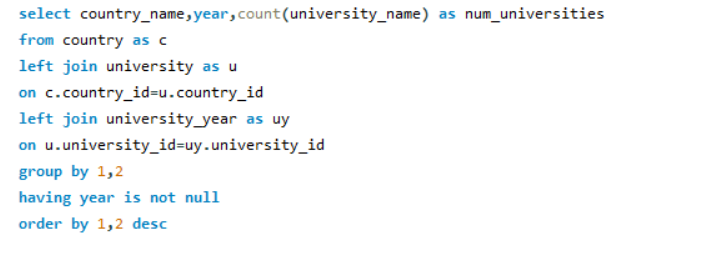 select country_name,year,count(university_name) as num_universities
from country as c
left join university as u
on c.country_id=u.country_id
left join university_year as uy
on u.university_id=uy.university_id
group by 1,2
having year is not null
order by 1,2 desc